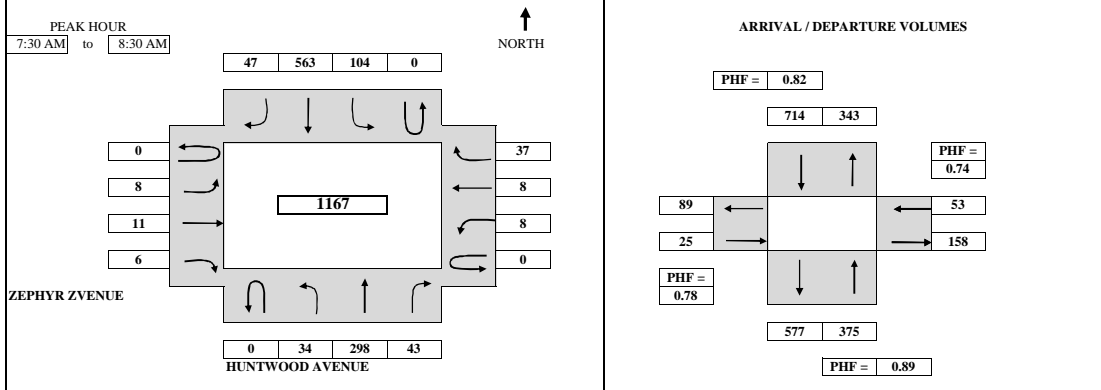 PEAK HOUR
7:30 AM to 8:30 AM
NORTH
47 563 104 0
0
8
11
6
37
8
8
0
1167
ZEPHYR ZVENUE
0 34 298 43
HUNTWOOD AVENUE
ARRIVAL / DEPARTURE VOLUMES
PHF = 0.82
714 343
PHF =
0.74
89
25
53
158
PHF =
0.78
577 375
PHF = 0.89